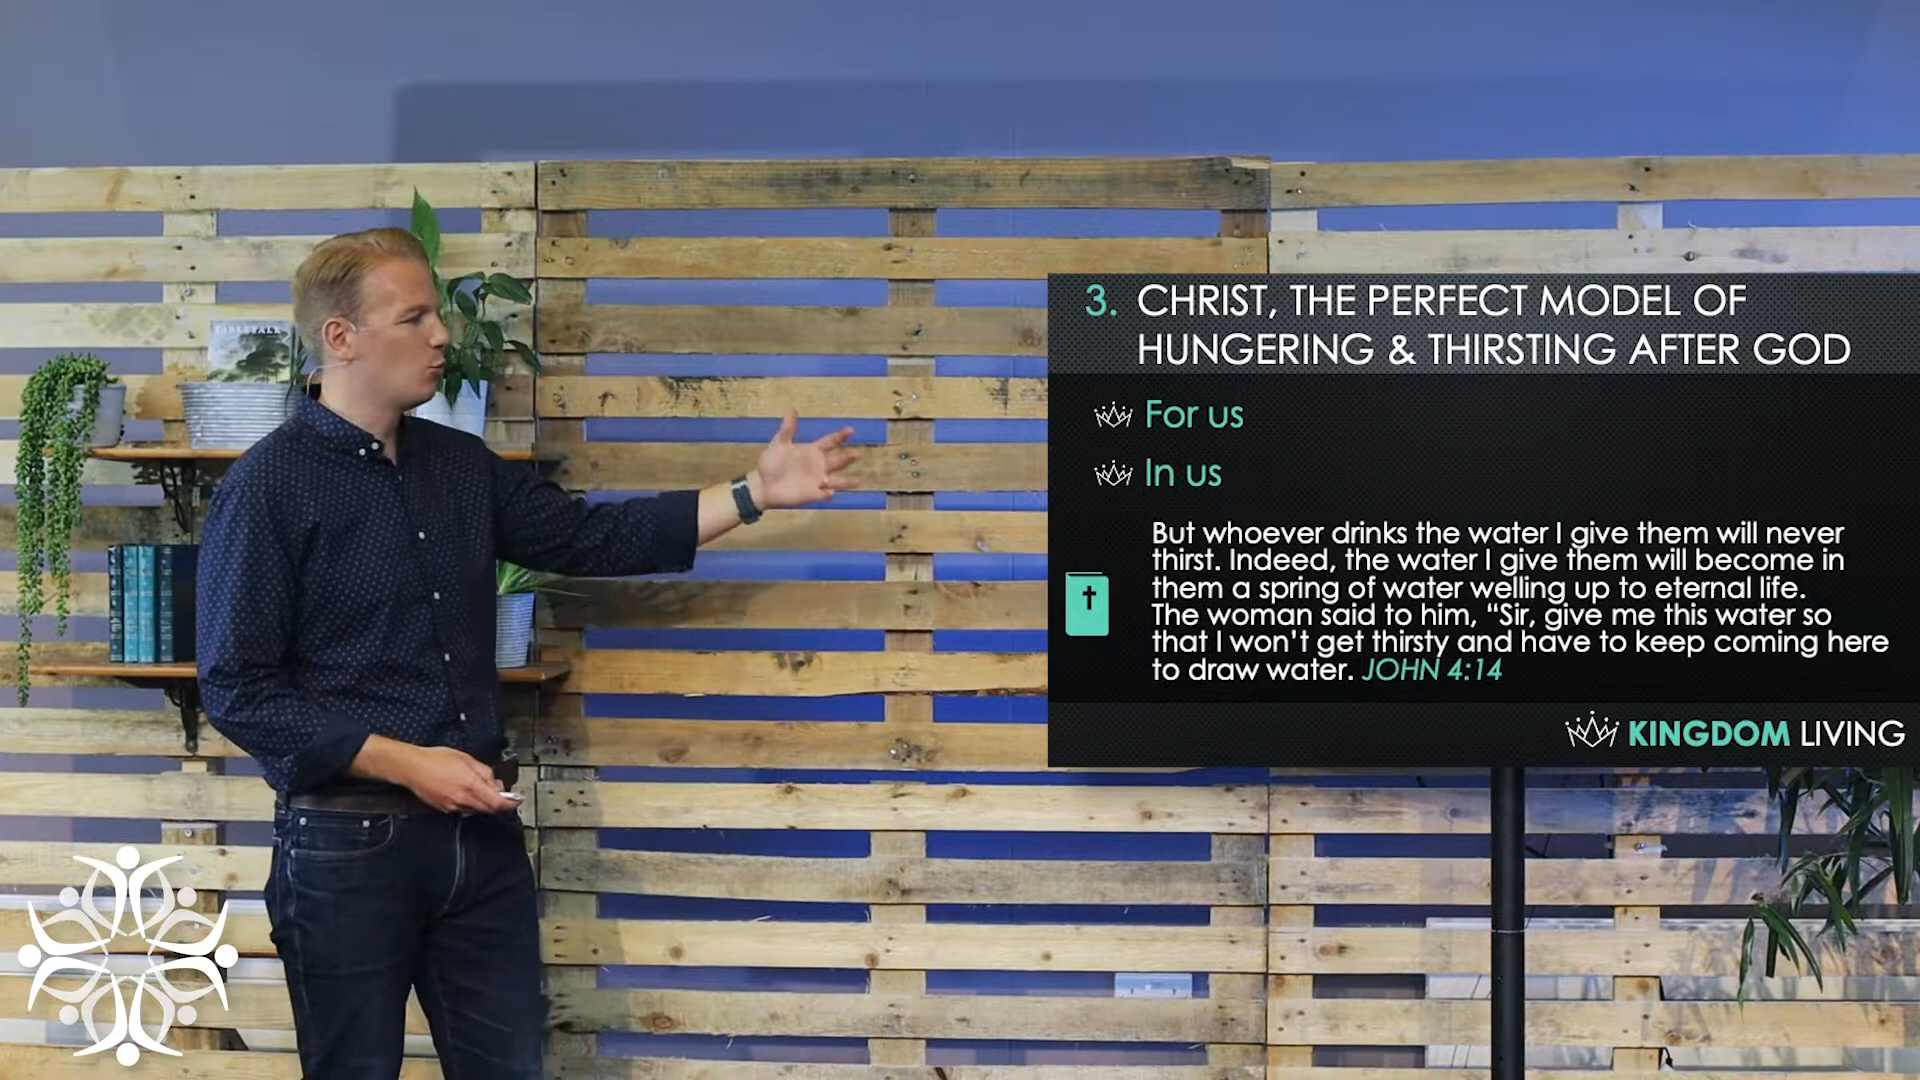 TABLETALK
3. CHRIST, THE PERFECT MODEL OF
HUNGERING & THIRSTING AFTER GOD
For us
In us
But whoever drinks the water I give them will never
thirst. Indeed, the water I give them will become in
them a spring of water welling up to eternal life.
The woman said to him, “Sir, give me this water so
that I won’t get thirsty and have to keep coming here
to draw water. JOHN 4:14
KINGDOM LIVING